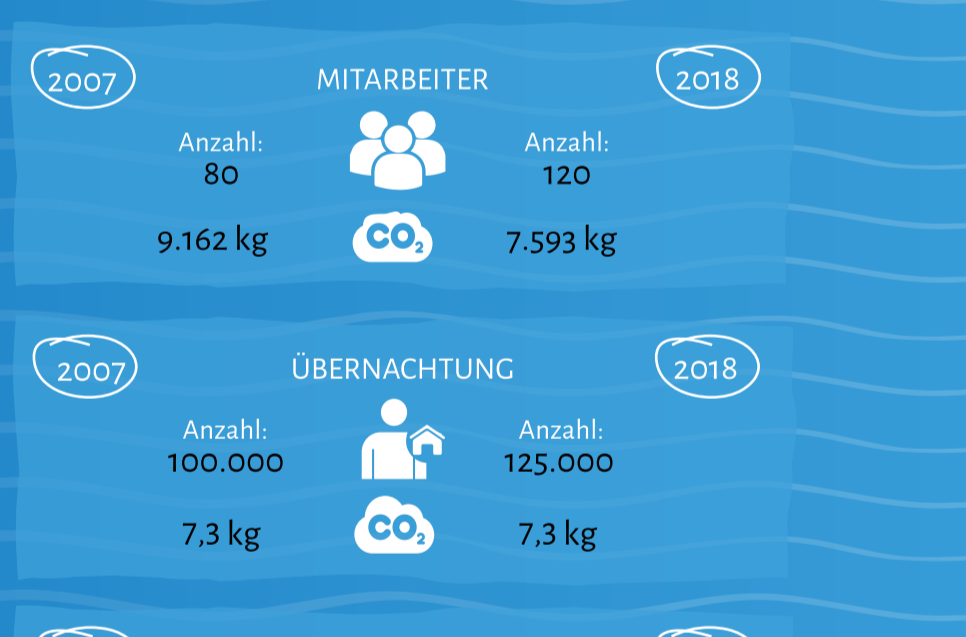 2007
MITARBEITER
2018
Anzahl:
80
Anzahl:
120
9.162 kg
CO₂
7.593 kg
2007
ÜBERNACHTUNG
2018
Anzahl:
100.000
Anzahl:
125.000
7,3 kg
CO₂
7,3 kg